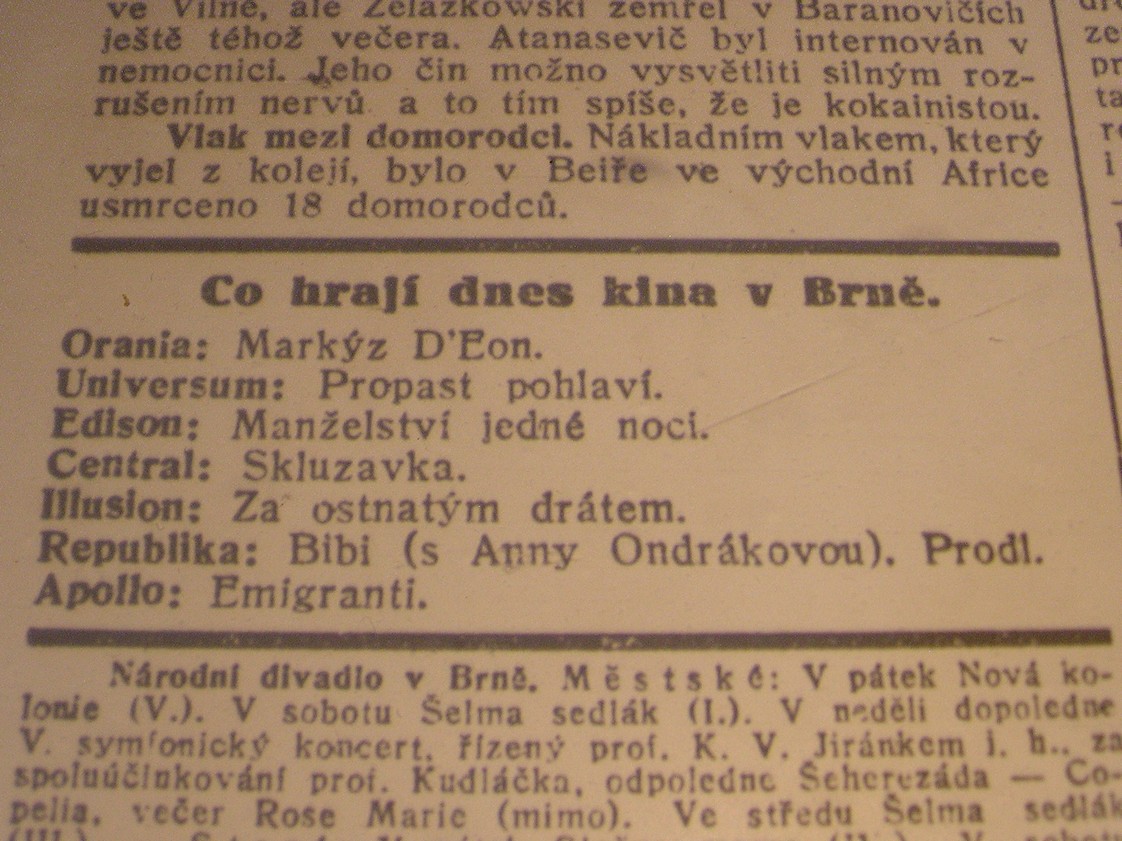 ve Vilně, ale Želazkowski zemřel v Baranovičích
ještě téhož večera. Atanasevič byl internován v
nemocnici. Jeho čin možno vysvětliti silným roz-
rušením nervů a to tím spíše, že je kokainistou.
Vlak mezi domorodci. Nákladním vlakem, který
vyjel z kolejí, bylo v Beiře ve východní Africe
usmrceno 18 domorodců.
Co hrají dnes kina v Brně.
Orania: Markýz D'Eon.
Universum: Propast pohlaví.
Edison: Manželství jedné noci.
Central: Skluzavka.
Illusion: Za ostnatým drátem.
Republika: Bibi (s Anny Ondrákovou). Prodl.
Apollo: Emigranti.
Národní divadlo v Brně. Městské: V pátek Nová ko-
lonie (V.). V sobotu Šelma sedlák (I.). V neděli dopoledne
V. symfonický koncert, řízený prof. K. V. Jiránkem j. h., za
spoluúčinkování prof. Kudláčka, odpoledne Šeherezáda — Co-
pelia, večer Rose Marie (mimo). Ve středu Šelma sedlák